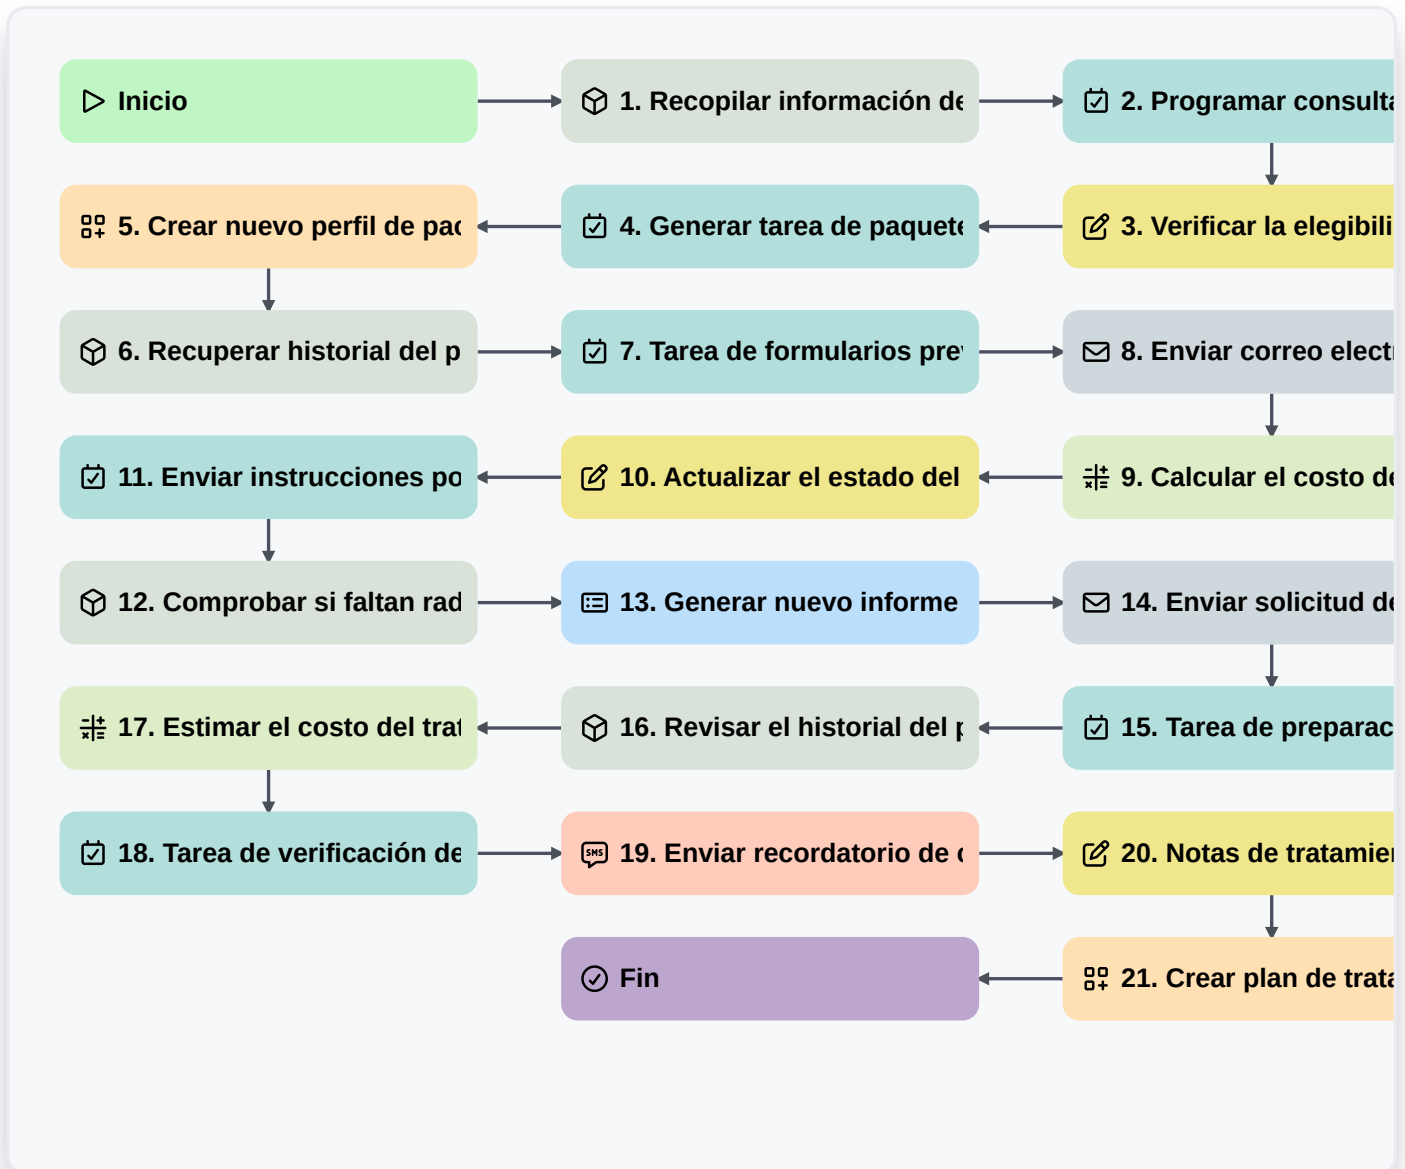 Inicio
1. Recopilar información de
2. Programar consulta
3. Verificar la elegibili
4. Generar tarea de paquete
5. Crear nuevo perfil de pac
6. Recuperar historial del p
7. Tarea de formularios prev
8. Enviar correo electr
9. Calcular el costo de
10. Actualizar el estado del
11. Enviar instrucciones po
12. Comprobar si faltan rad
13. Generar nuevo informe
14. Enviar solicitud de
15. Tarea de preparac
16. Revisar el historial del p
17. Estimar el costo del trat
18. Tarea de verificación de
SMS
19. Enviar recordatorio de c
20. Notas de tratamien
21. Crear plan de trata
Fin